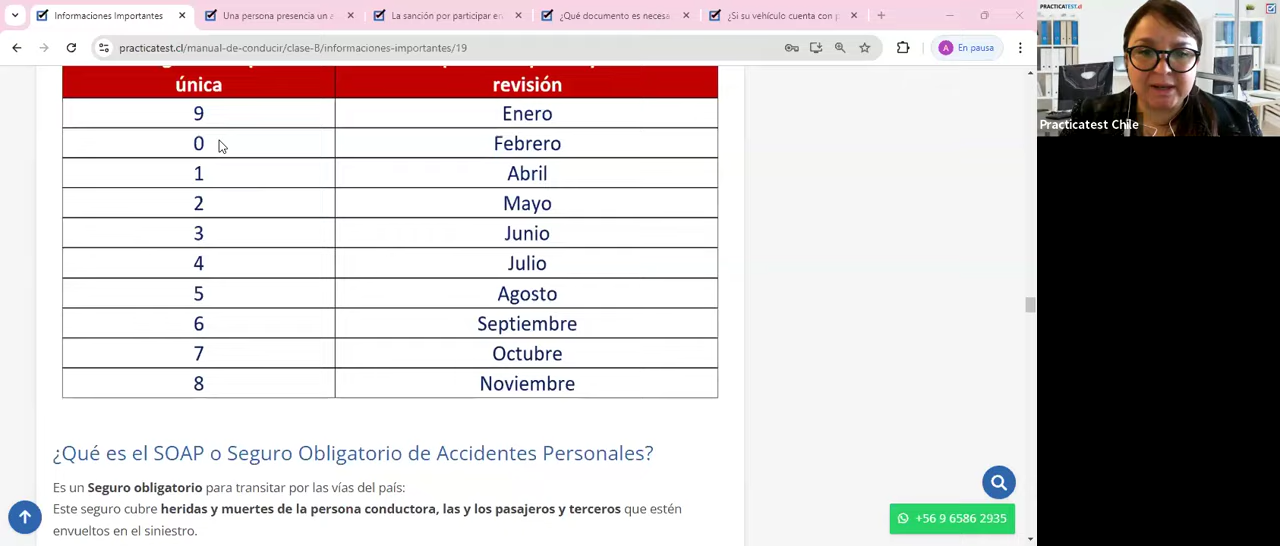 Informaciones Importantes
Una persona presencia un a
La sanción por participar en
¿Qué documento es necesa
¿Si su vehículo cuenta con p
practicatest.cl/manual-de-conducir/clase-B/informaciones-importantes/19
A En pausa
PRACTICATEST.cl
Practicatest Chile
única revisión
9 Enero
0 Febrero
1 Abril
2 Mayo
3 Junio
4 Julio
5 Agosto
6 Septiembre
7 Octubre
8 Noviembre
¿Qué es el SOAP o Seguro Obligatorio de Accidentes Personales?
Es un Seguro obligatorio para transitar por las vías del país:
Este seguro cubre heridas y muertes de la persona conductora, las y los pasajeros y terceros que estén
envueltos en el siniestro.
+56 9 6586 2935